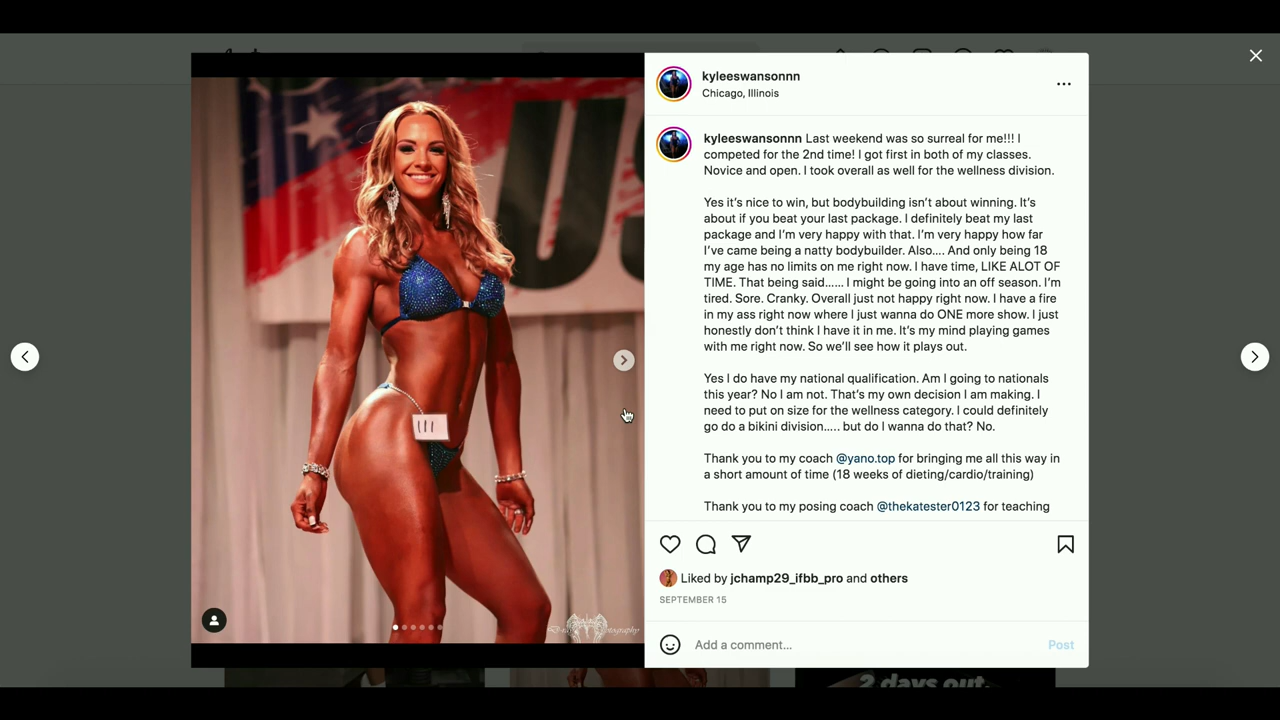 US
111
kyleeswansonnn
Chicago, Illinois
kyleeswansonnn Last weekend was so surreal for me!!! I
competed for the 2nd time! I got first in both of my classes.
Novice and open. I took overall as well for the wellness division.
Yes it's nice to win, but bodybuilding isn't about winning. It's
about if you beat your last package. I definitely beat my last
package and I'm very happy with that. I'm very happy how far
I've came being a natty bodybuilder. Also.... And only being 18
my age has no limits on me right now. I have time, LIKE ALOT OF
TIME. That being said...... I might be going into an off season. I'm
tired. Sore. Cranky. Overall just not happy right now. I have a fire
in my ass right now where I just wanna do ONE more show. I just
honestly don't think I have it in me. It's my mind playing games
with me right now. So we'll see how it plays out.
Yes I do have my national qualification. Am I going to nationals
this year? No I am not. That's my own decision I am making. I
need to put on size for the wellness category. I could definitely
go do a bikini division..... but do I wanna do that? No.
Thank you to my coach @yano.top for bringing me all this way in
a short amount of time (18 weeks of dieting/cardio/training)
Thank you to my posing coach @thekatester0123 for teaching
Liked by jchamp29_ifbb_pro and others
SEPTEMBER 15
Add a comment...
Post
2 days out.